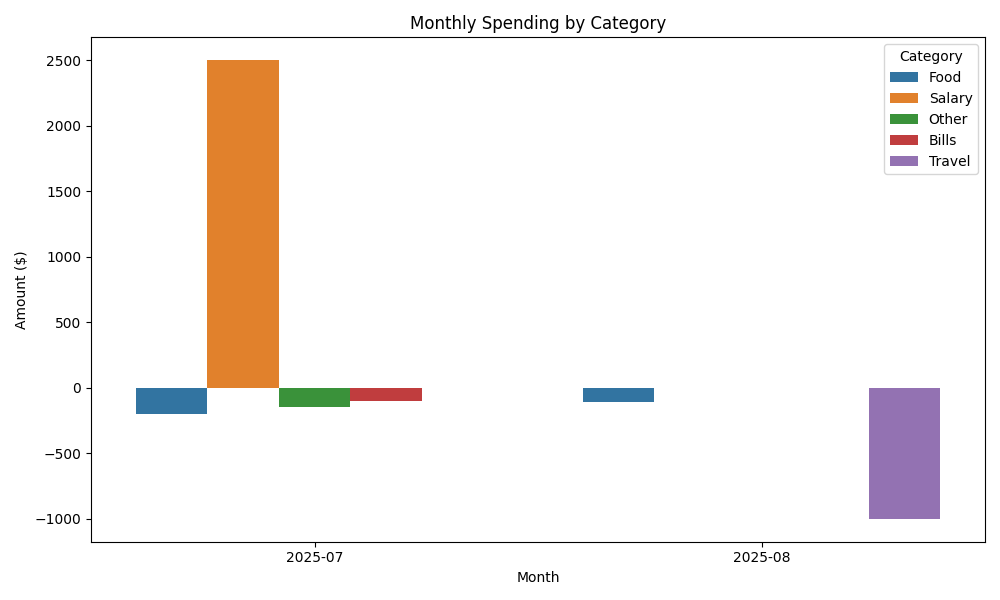 Monthly Spending by Category
Category
Food
Salary
Other
Bills
Travel
Amount ($)
2500
2000
1500
1000
500
0
−500
−1000
2025-07
2025-08
Month